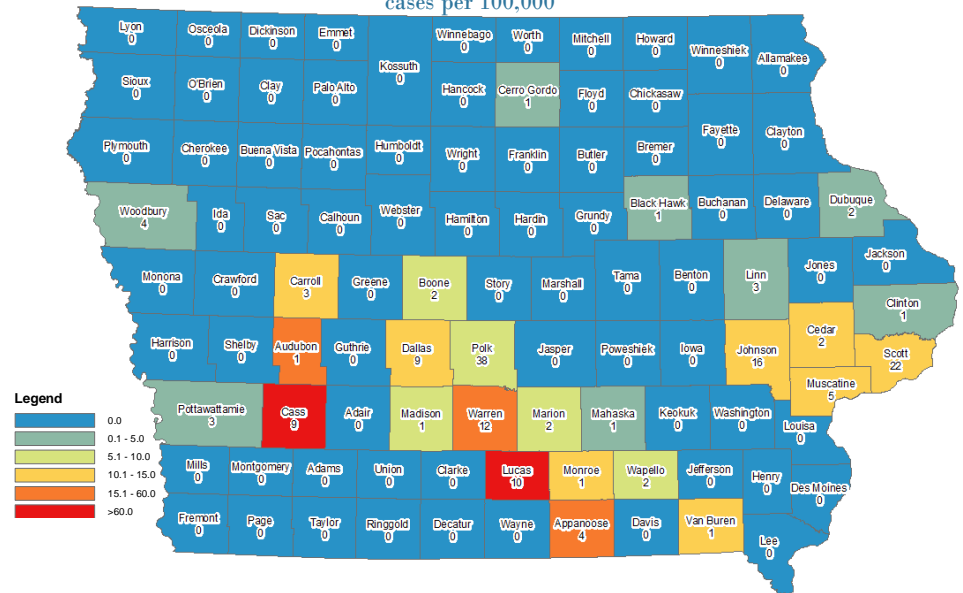 cases per 100,000
Lyon
0
Osceola
0
Dickinson
0
Emmet
0
Kossuth
0
Winnebago
0
Worth
0
Mitchell
0
Howard
0
Winneshiek
0
Allamakee
0
Sioux
0
O'Brien
0
Clay
0
Palo Alto
0
Hancock
0
Cerro Gordo
1
Floyd
0
Chickasaw
0
Plymouth
0
Cherokee
0
Buena Vista
0
Pocahontas
0
Humboldt
0
Wright
0
Franklin
0
Butler
0
Bremer
0
Fayette
0
Clayton
0
Woodbury
4
Ida
0
Sac
0
Calhoun
0
Webster
0
Hamilton
0
Hardin
0
Grundy
0
Black Hawk
1
Buchanan
0
Delaware
0
Dubuque
2
Monona
0
Crawford
0
Carroll
3
Greene
0
Boone
2
Story
0
Marshall
0
Tama
0
Benton
0
Linn
3
Jones
0
Jackson
0
Clinton
1
Harrison
0
Shelby
0
Audubon
1
Guthrie
0
Dallas
9
Polk
38
Jasper
0
Poweshiek
0
Iowa
0
Johnson
16
Cedar
2
Scott
22
Muscatine
5
Pottawattamie
3
Cass
9
Adair
0
Madison
1
Warren
12
Marion
2
Mahaska
1
Keokuk
0
Washington
0
Louisa
0
Mills
0
Montgomery
0
Adams
0
Union
0
Clarke
0
Lucas
10
Monroe
1
Wapello
2
Jefferson
0
Henry
0
Des Moines
0
Fremont
0
Page
0
Taylor
0
Ringgold
0
Decatur
0
Wayne
0
Appanoose
4
Davis
0
Van Buren
1
Lee
0
Legend
0.0
0.1 - 5.0
5.1 - 10.0
10.1 - 15.0
15.1 - 60.0
>60.0